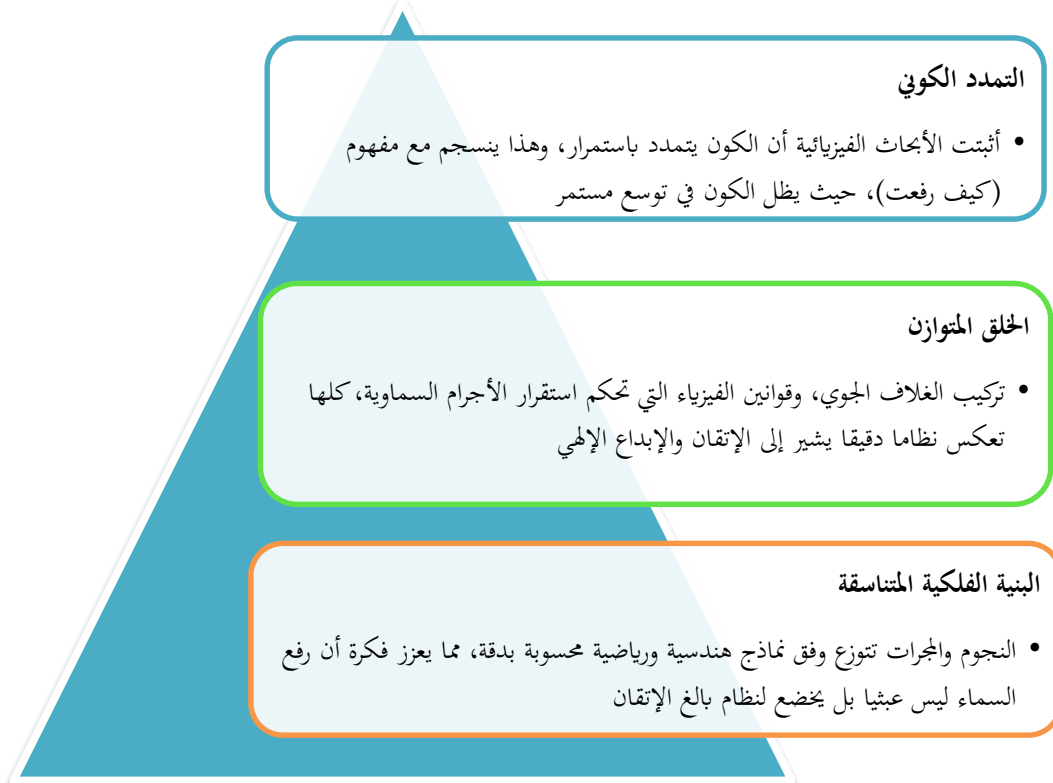 التمدد الكوني
• أثبتت الأبحاث الفيزيائية أن الكون يتمدد باستمرار، وهذا ينسجم مع مفهوم
(كيف رفعت)، حيث يظل الكون في توسع مستمر
الخلق المتوازن
• تركيب الغلاف الجوي، وقوانين الفيزياء التي تحكم استقرار الأجرام السماوية، كلها
تعكس نظاما دقيقا يشير إلى الإتقان والإبداع الإلهي
البنية الفلكية المتناسقة
• النجوم والمجرات تتوزع وفق نماذج هندسية ورياضية محسوبة بدقة، مما يعزز فكرة أن رفع
السماء ليس عبثيا بل يخضع لنظام بالغ الإتقان